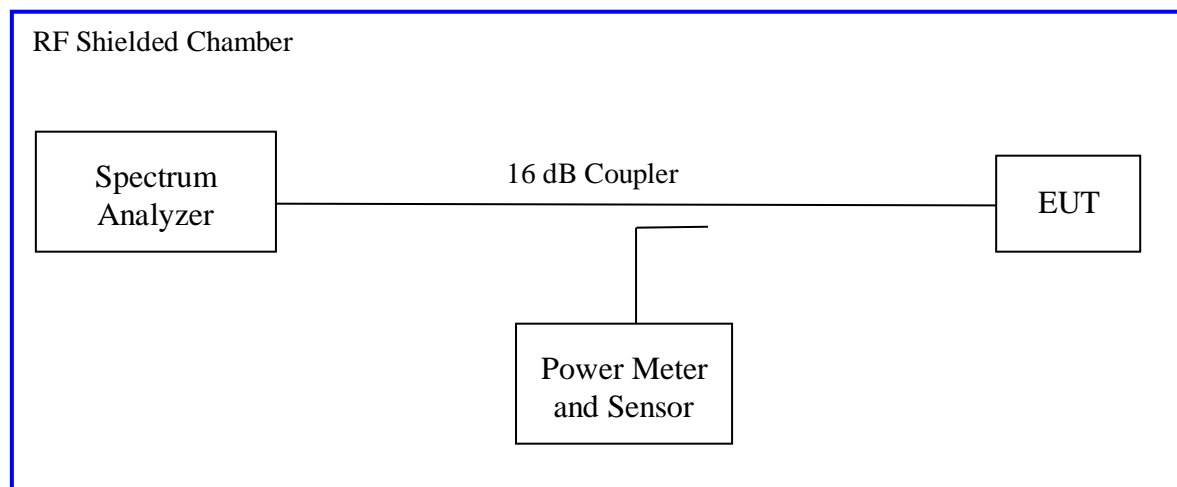 RF Shielded Chamber
Spectrum
Analyzer
16 dB Coupler
EUT
Power Meter
and Sensor